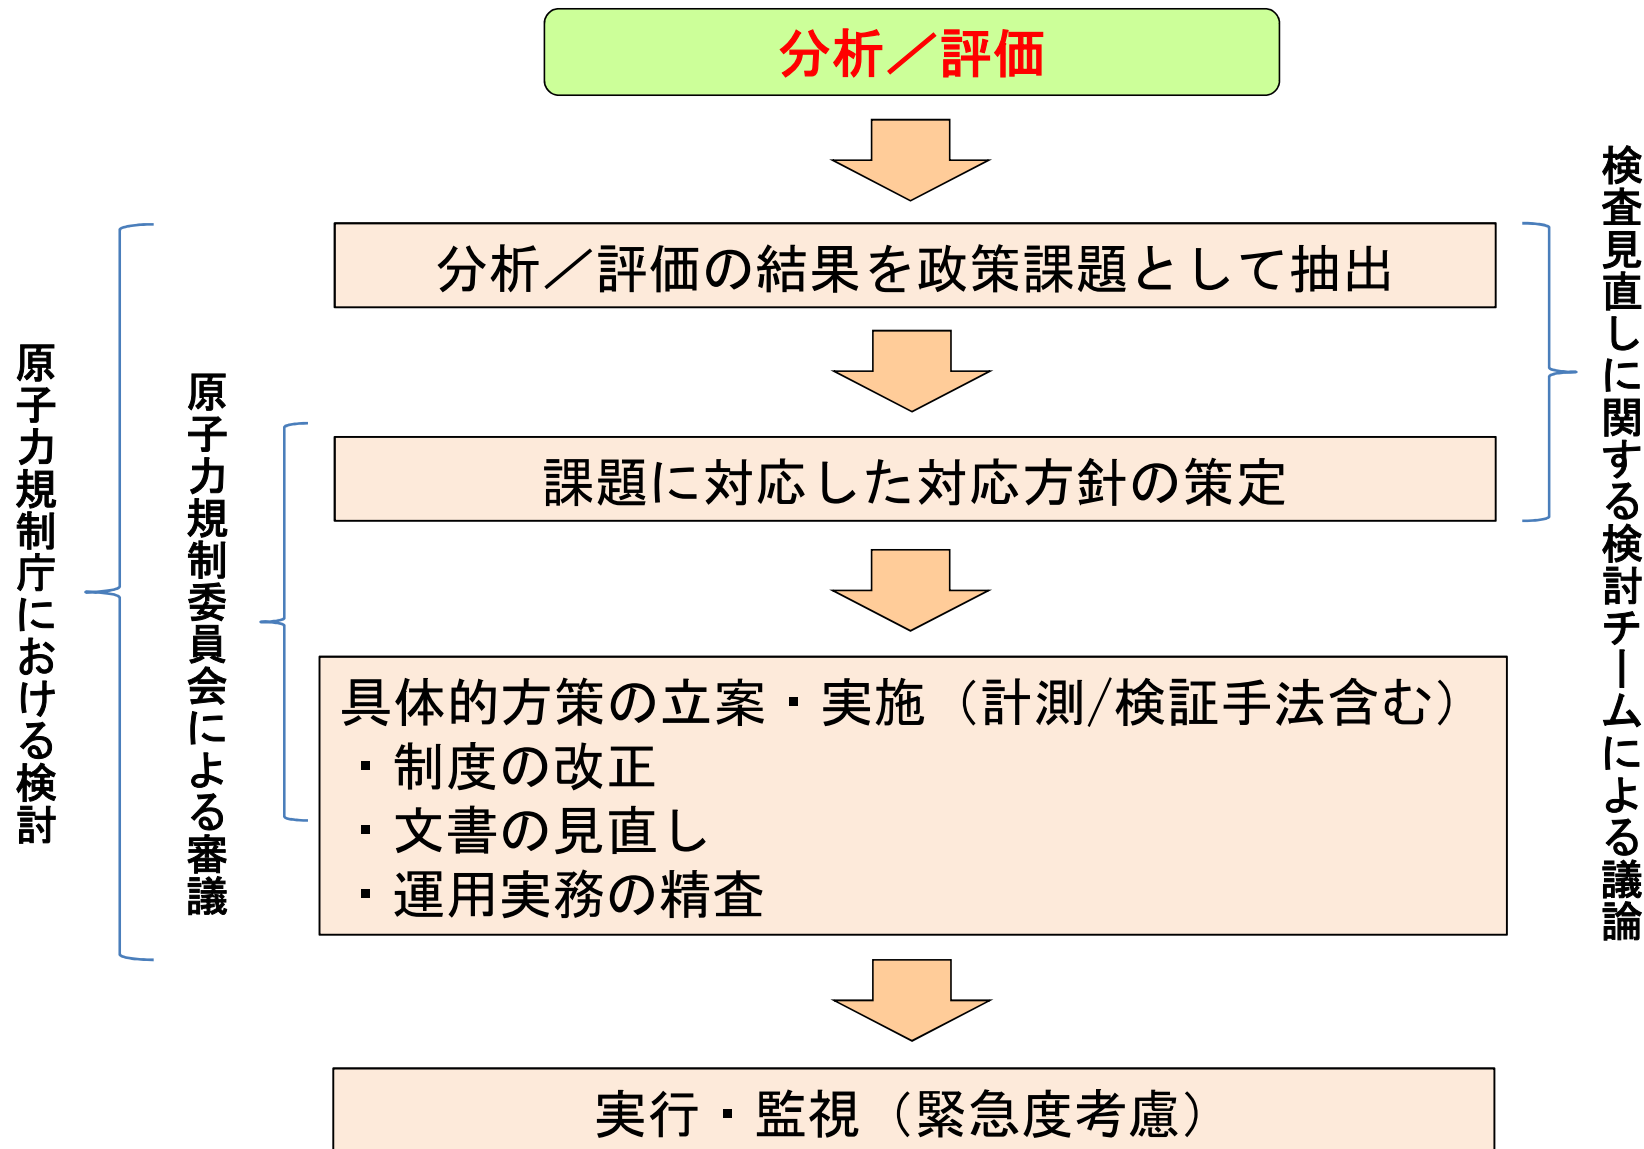 分析／評価
分析／評価の結果を政策課題として抽出
課題に対応した対応方針の策定
具体的方策の立案・実施（計測/検証手法含む）
・制度の改正
・文書の見直し
・運用実務の精査
実行・監視（緊急度考慮）
原子力規制庁における検討
原子力規制委員会による審議
検査見直しに関する検討チームによる議論